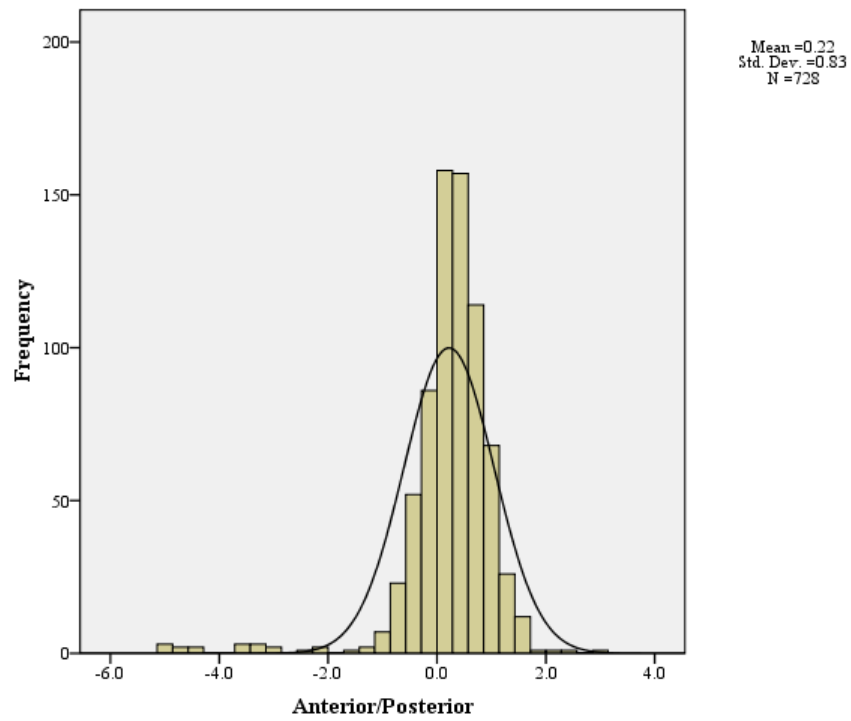 200
150
100
50
0
Frequency
-6.0 -4.0 -2.0 0.0 2.0 4.0
Anterior/Posterior
Mean =0.22
Std. Dev. =0.83
N =728